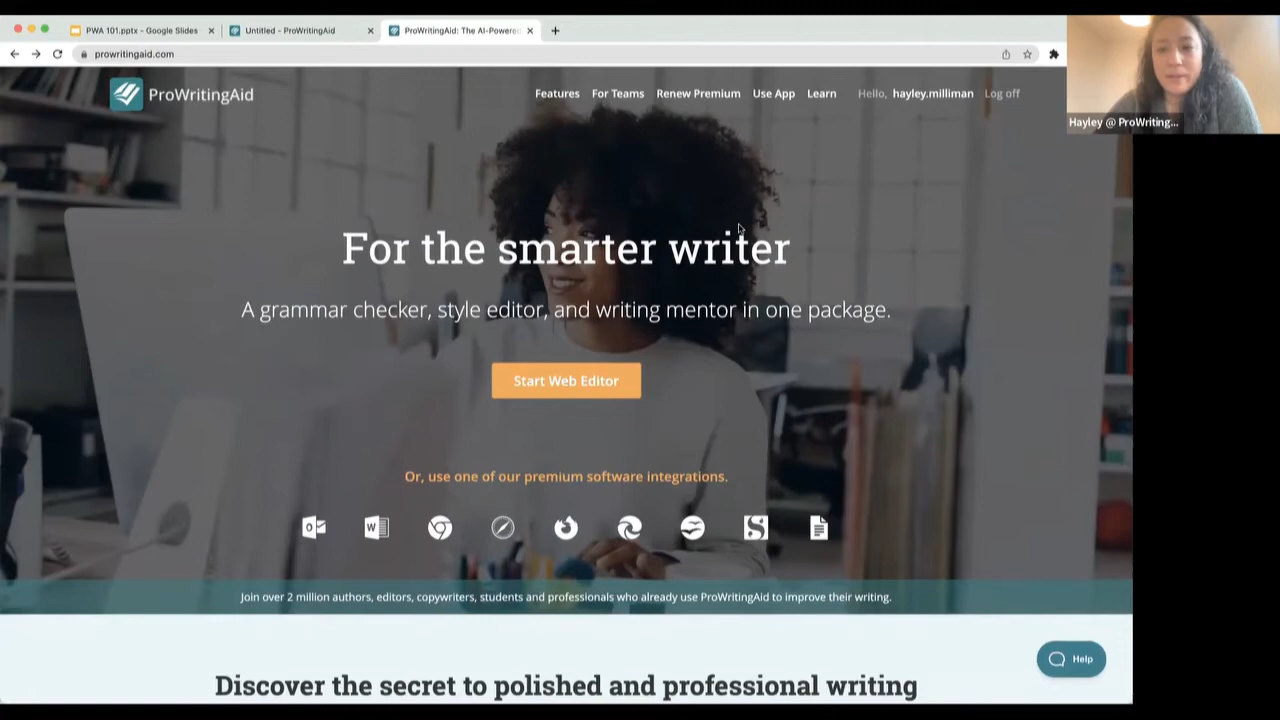 PWA 101.pptx - Google Slides
Untitled - ProWritingAid
ProWritingAid: The AI-Powere
prowritingaid.com
Hayley @ ProWriting...
ProWritingAid
Features For Teams Renew Premium Use App Learn Hello, hayley.milliman Log off
For the smarter writer
A grammar checker, style editor, and writing mentor in one package.
Start Web Editor
Or, use one of our premium software integrations.
Join over 2 million authors, editors, copywriters, students and professionals who already use ProWritingAid to improve their writing.
Help
Discover the secret to polished and professional writing